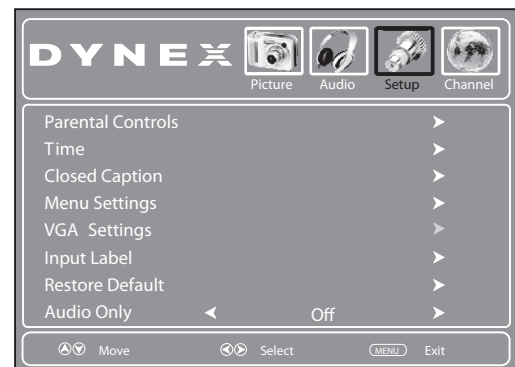 DYNEX
Picture Audio Setup Channel
Parental Controls
Time
Closed Caption
Menu Settings
VGA Settings
Input Label
Restore Default
Audio Only Off
Move Select MENU Exit